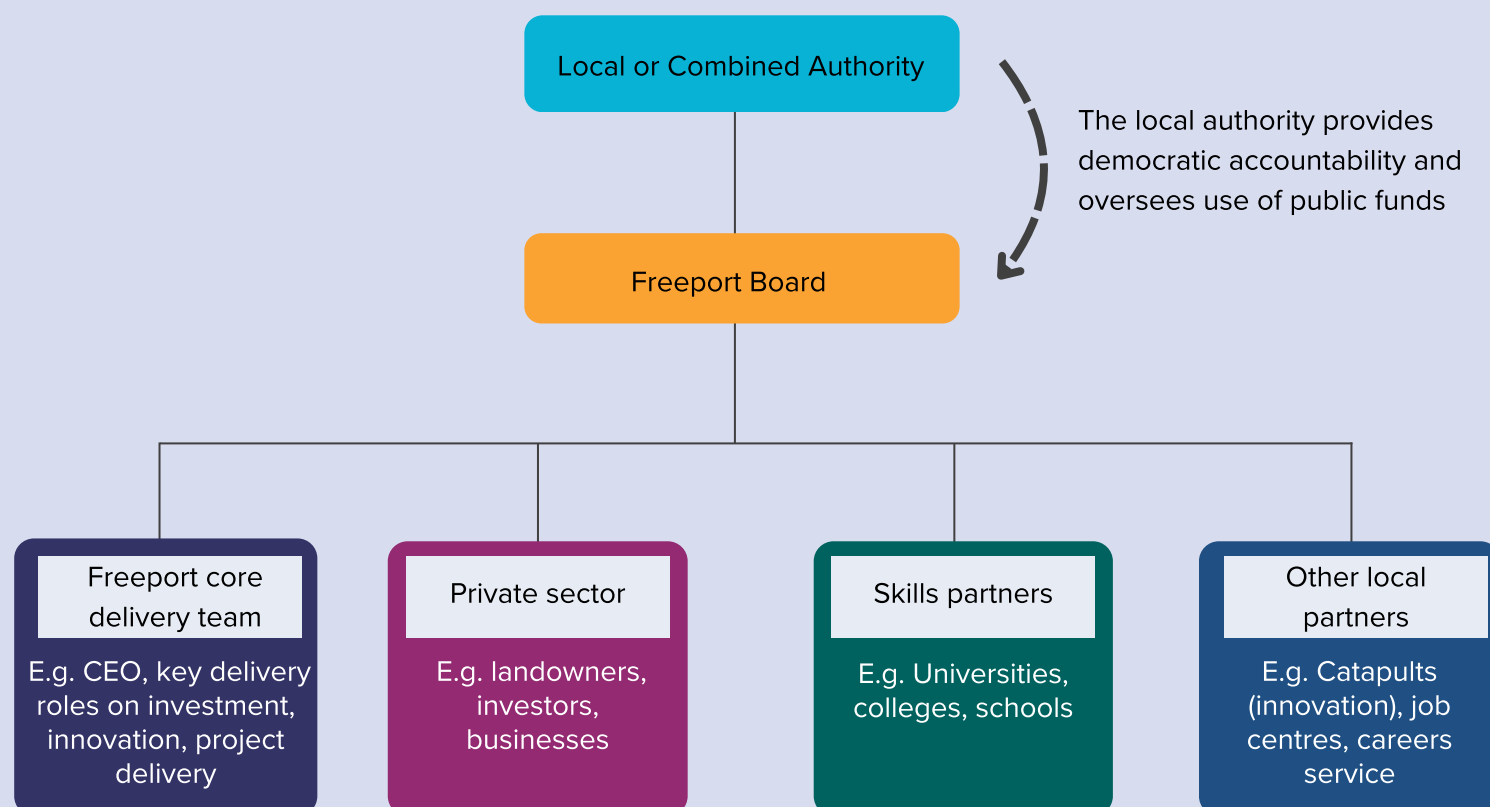 Local or Combined Authority
The local authority provides
democratic accountability and
oversees use of public funds
Freeport Board
Freeport core
delivery team
E.g. CEO, key delivery
roles on investment,
innovation, project
delivery
Private sector
E.g. landowners,
investors,
businesses
Skills partners
E.g. Universities,
colleges, schools
Other local
partners
E.g. Catapults
(innovation), job
centres, careers
service